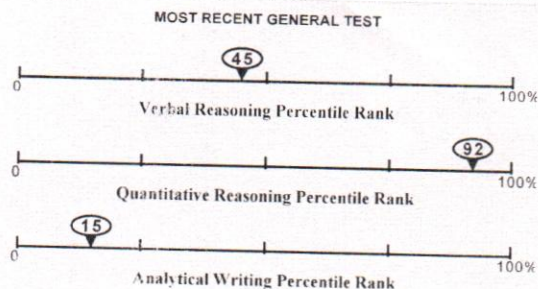 MOST RECENT GENERAL TEST
45
0 100%
Verbal Reasoning Percentile Rank
92
0 100%
Quantitative Reasoning Percentile Rank
15
0 100%
Analytical Writing Percentile Rank